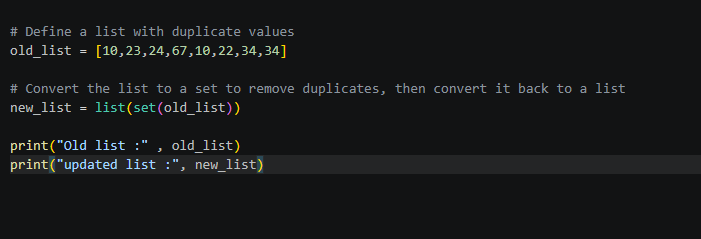 # Define a list with duplicate values
old_list = [10,23,24,67,10,22,34,34]
# Convert the list to a set to remove duplicates, then convert it back to a list
new_list = list(set(old_list))
print("Old list :" , old_list)
print("updated list :", new_list)